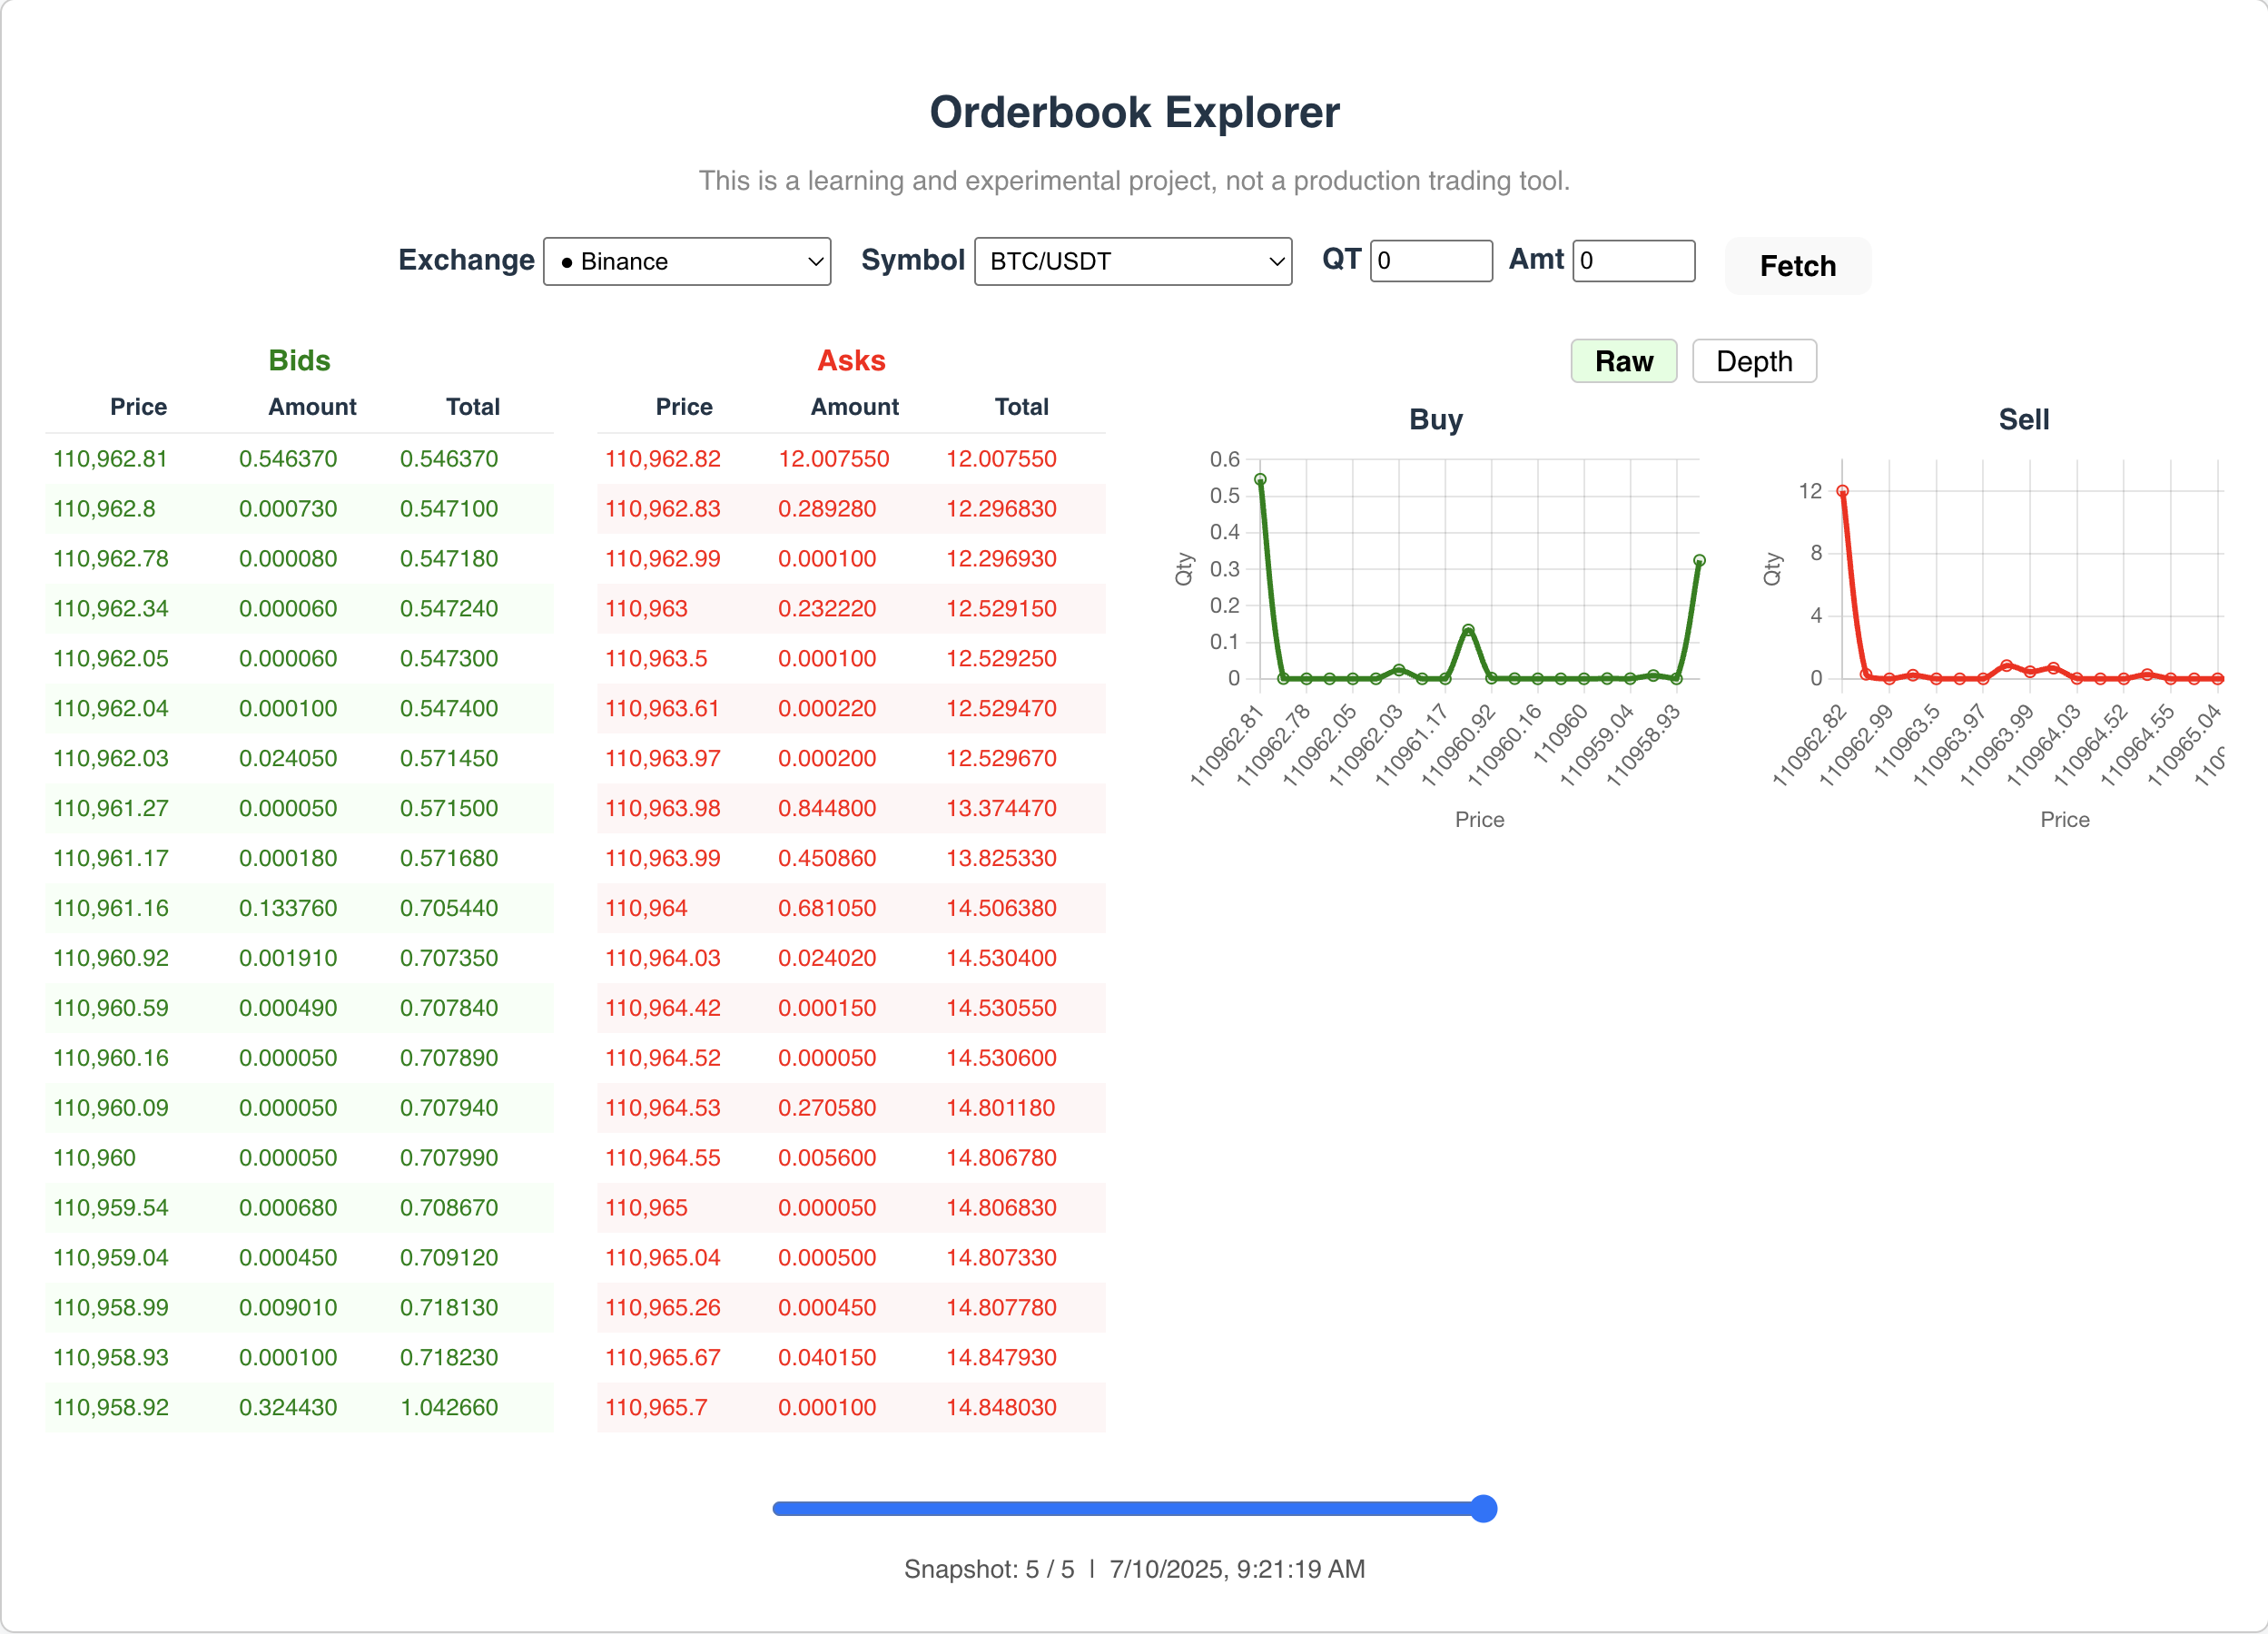 Orderbook Explorer
This is a learning and experimental project, not a production trading tool.
Exchange ● Binance Symbol BTC/USDT QT 0 Amt 0 Fetch
Bids
Price Amount Total
110,962.81 0.546370 0.546370
110,962.8 0.000730 0.547100
110,962.78 0.000080 0.547180
110,962.34 0.000060 0.547240
110,962.05 0.000060 0.547300
110,962.04 0.000100 0.547400
110,962.03 0.024050 0.571450
110,961.27 0.000050 0.571500
110,961.17 0.000180 0.571680
110,961.16 0.133760 0.705440
110,960.92 0.001910 0.707350
110,960.59 0.000490 0.707840
110,960.16 0.000050 0.707890
110,960.09 0.000050 0.707940
110,960 0.000050 0.707990
110,959.54 0.000680 0.708670
110,959.04 0.000450 0.709120
110,958.99 0.009010 0.718130
110,958.93 0.000100 0.718230
110,958.92 0.324430 1.042660
Asks
Price Amount Total
110,962.82 12.007550 12.007550
110,962.83 0.289280 12.296830
110,962.99 0.000100 12.296930
110,963 0.232220 12.529150
110,963.5 0.000100 12.529250
110,963.61 0.000220 12.529470
110,963.97 0.000200 12.529670
110,963.98 0.844800 13.374470
110,963.99 0.450860 13.825330
110,964 0.681050 14.506380
110,964.03 0.024020 14.530400
110,964.42 0.000150 14.530550
110,964.52 0.000050 14.530600
110,964.53 0.270580 14.801180
110,964.55 0.005600 14.806780
110,965 0.000050 14.806830
110,965.04 0.000500 14.807330
110,965.26 0.000450 14.807780
110,965.67 0.040150 14.847930
110,965.7 0.000100 14.848030
Raw Depth
Buy
Qty
0.6
0.5
0.4
0.3
0.2
0.1
0
110962.81 110962.78 110962.05 110962.03 110961.17 110960.92 110960.16 110960 110959.04 110958.93
Price
Sell
Qty
12
8
4
0
110962.82 110962.99 110963.5 110963.97 110963.99 110964.03 110964.52 110964.55 110965.04
Price
Snapshot: 5 / 5 | 7/10/2025, 9:21:19 AM